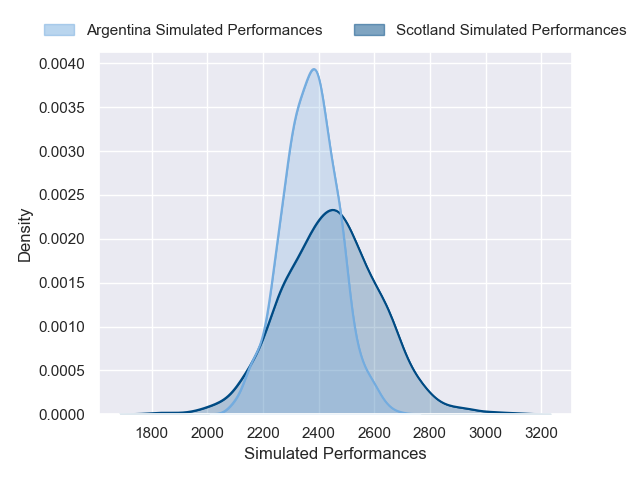 Argentina Simulated Performances
Scotland Simulated Performances
0.0040
0.0035
0.0030
0.0025
0.0020
0.0015
0.0010
0.0005
0.0000
Density
1800 2000 2200 2400 2600 2800 3000 3200
Simulated Performances